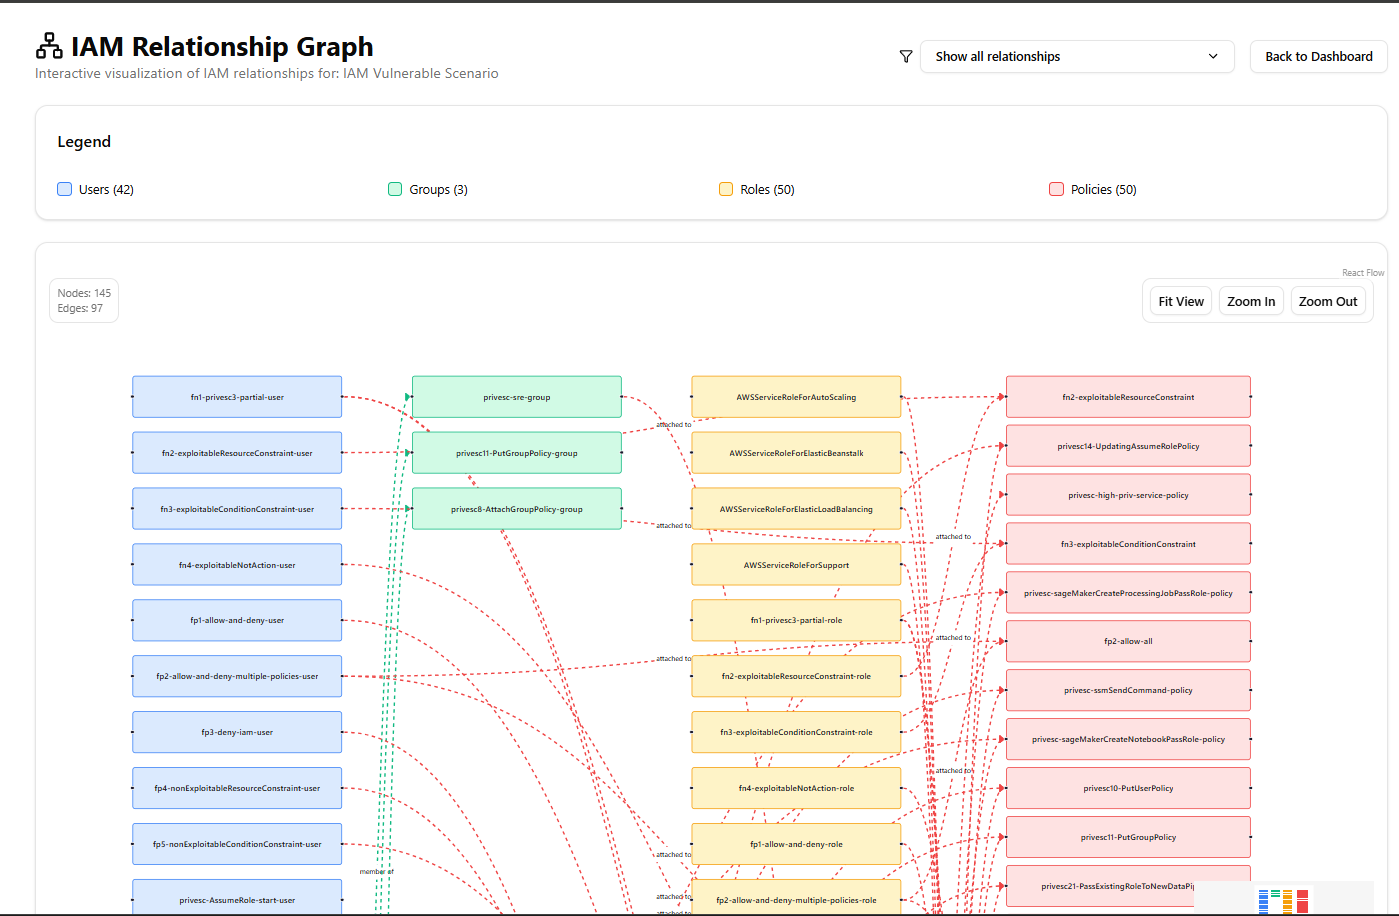 IAM Relationship Graph
Interactive visualization of IAM relationships for: IAM Vulnerable Scenario
Show all relationships
Back to Dashboard
Legend
Users (42)
Groups (3)
Roles (50)
Policies (50)
React Flow
Nodes: 145
Edges: 97
Fit View
Zoom In
Zoom Out
fn1-privesc3-partial-user
fn2-exploitableResourceConstraint-user
fn3-exploitableConditionConstraint-user
fn4-exploitableNotAction-user
fp1-allow-and-deny-user
fp2-allow-and-deny-multiple-policies-user
fp3-deny-iam-user
fp4-nonExploitableResourceConstraint-user
fp5-nonExploitableConditionConstraint-user
privesc-AssumeRole-start-user
member of
privesc-sre-group
privesc11-PutGroupPolicy-group
privesc8-AttachGroupPolicy-group
attached to
attached to
attached to
attached to
attached to
attached to
AWSServiceRoleForAutoScaling
AWSServiceRoleForElasticBeanstalk
AWSServiceRoleForElasticLoadBalancing
AWSServiceRoleForSupport
fn1-privesc3-partial-role
fn2-exploitableResourceConstraint-role
fn3-exploitableConditionConstraint-role
fn4-exploitableNotAction-role
fp1-allow-and-deny-role
fp2-allow-and-deny-multiple-policies-role
attached to
attached to
attached to
fn2-exploitableResourceConstraint
privesc14-UpdatingAssumeRolePolicy
privesc-high-priv-service-policy
fn3-exploitableConditionConstraint
privesc-sageMakerCreateProcessingJobPassRole-policy
fp2-allow-all
privesc-ssmSendCommand-policy
privesc-sageMakerCreateNotebookPassRole-policy
privesc10-PutUserPolicy
privesc11-PutGroupPolicy
privesc21-PassExistingRoleToNewDataPip